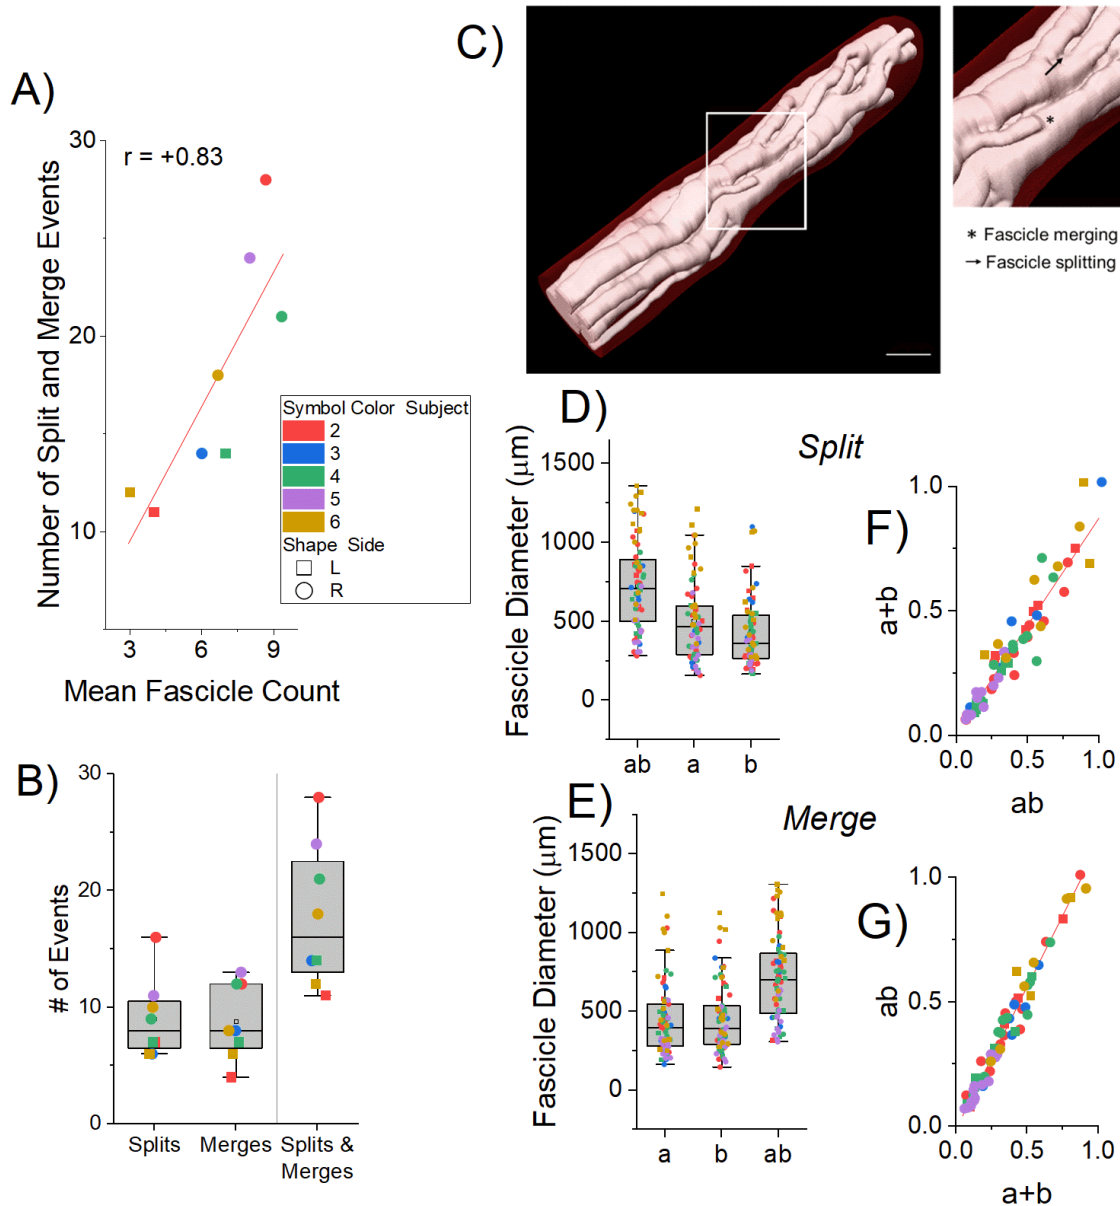 A)
r = +0.83
Number of Split and Merge Events
30
20
10
3 6 9
Mean Fascicle Count
Symbol Color Subject
2
3
4
5
6
Shape Side
L
R
B)
# of Events
30
20
10
0
Splits Merges Splits &
Merges
C)
* Fascicle merging
→ Fascicle splitting
D)
Split
Fascicle Diameter (μm)
1500
1000
500
0
ab a b
E)
Merge
Fascicle Diameter (μm)
1500
1000
500
0
a b ab
F)
a+b
1.0
0.5
0.0
0.0 0.5 1.0
ab
G)
ab
1.0
0.5
0.0
0.0 0.5 1.0
a+b